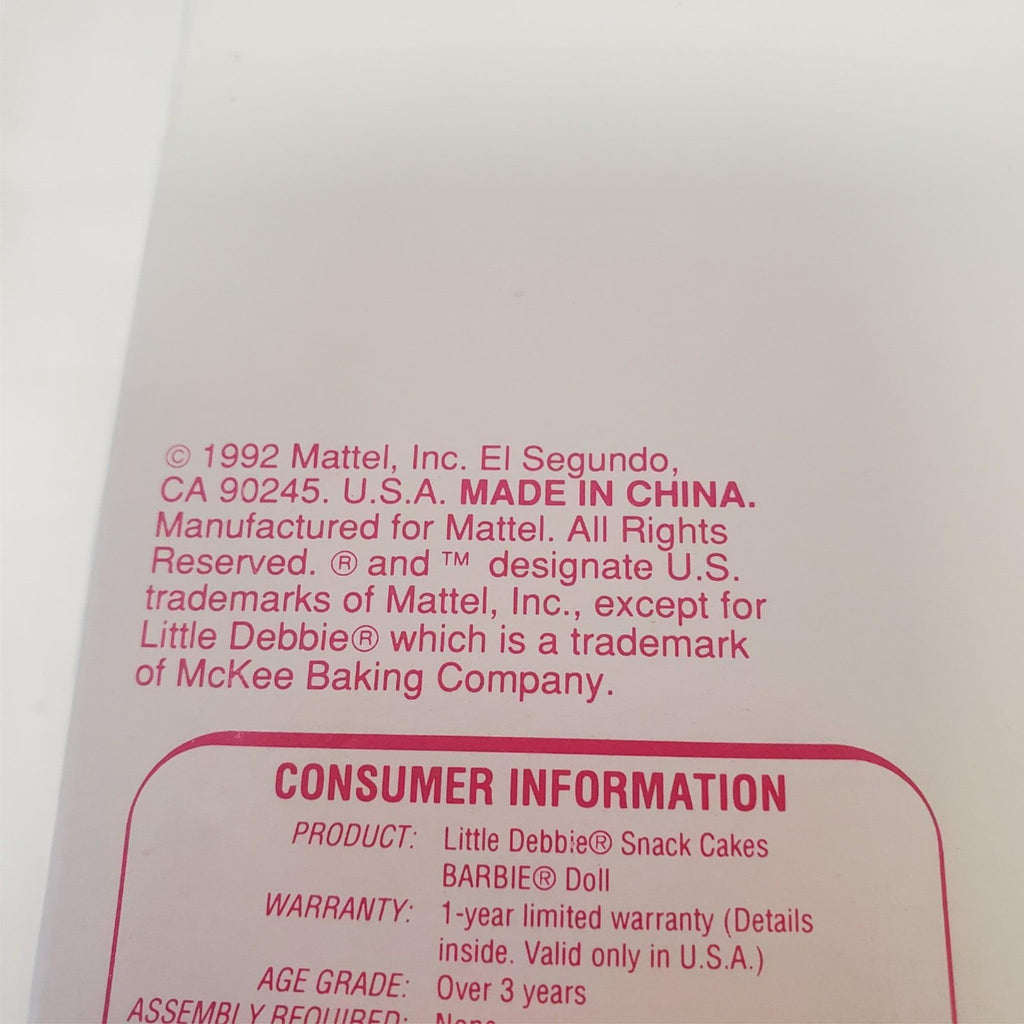 © 1992 Mattel, Inc. El Segundo,
CA 90245. U.S.A. MADE IN CHINA.
Manufactured for Mattel. All Rights
Reserved. ® and ™ designate U.S.
trademarks of Mattel, Inc., except for
Little Debbie® which is a trademark
of McKee Baking Company.
CONSUMER INFORMATION
PRODUCT: Little Debbie® Snack Cakes
BARBIE® Doll
WARRANTY: 1-year limited warranty (Details
inside. Valid only in U.S.A.)
AGE GRADE: Over 3 years
ASSEMBLY REQUIRED: None